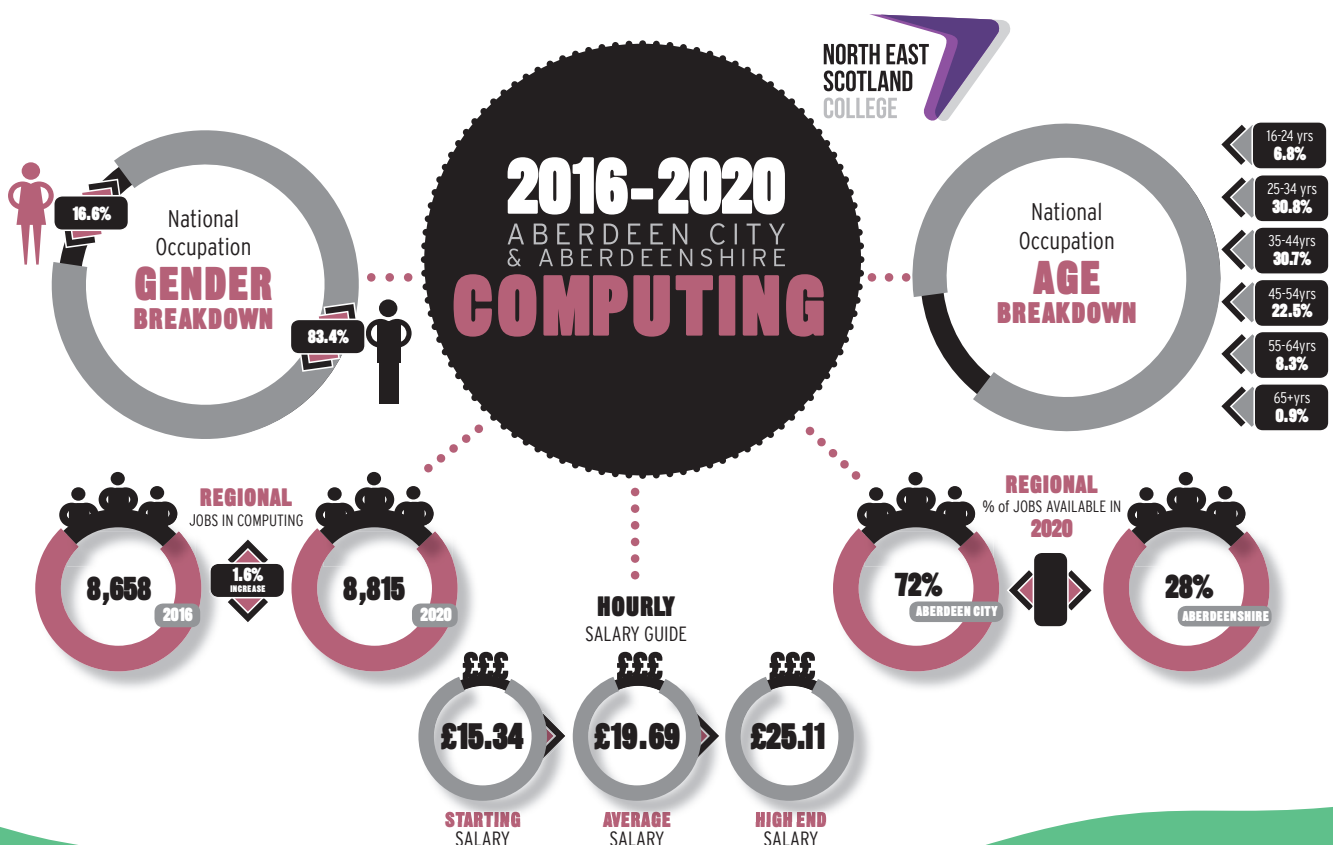 NORTH EAST
SCOTLAND
COLLEGE
2016-2020
ABERDEEN CITY
& ABERDEENSHIRE
COMPUTING
16.6%
National
Occupation
GENDER
BREAKDOWN
83.4%
National
Occupation
AGE
BREAKDOWN
16-24 yrs
6.8%
25-34 yrs
30.8%
35-44yrs
30.7%
45-54yrs
22.5%
55-64yrs
8.3%
65+yrs
0.9%
REGIONAL
JOBS IN COMPUTING
8,658
2016
1.6%
INCREASE
8,815
2020
REGIONAL
% of JOBS AVAILABLE IN
2020
72%
ABERDEEN CITY
28%
ABERDEENSHIRE
HOURLY
SALARY GUIDE
£££
£15.34
STARTING
SALARY
£££
£19.69
AVERAGE
SALARY
£££
£25.11
HIGH END
SALARY